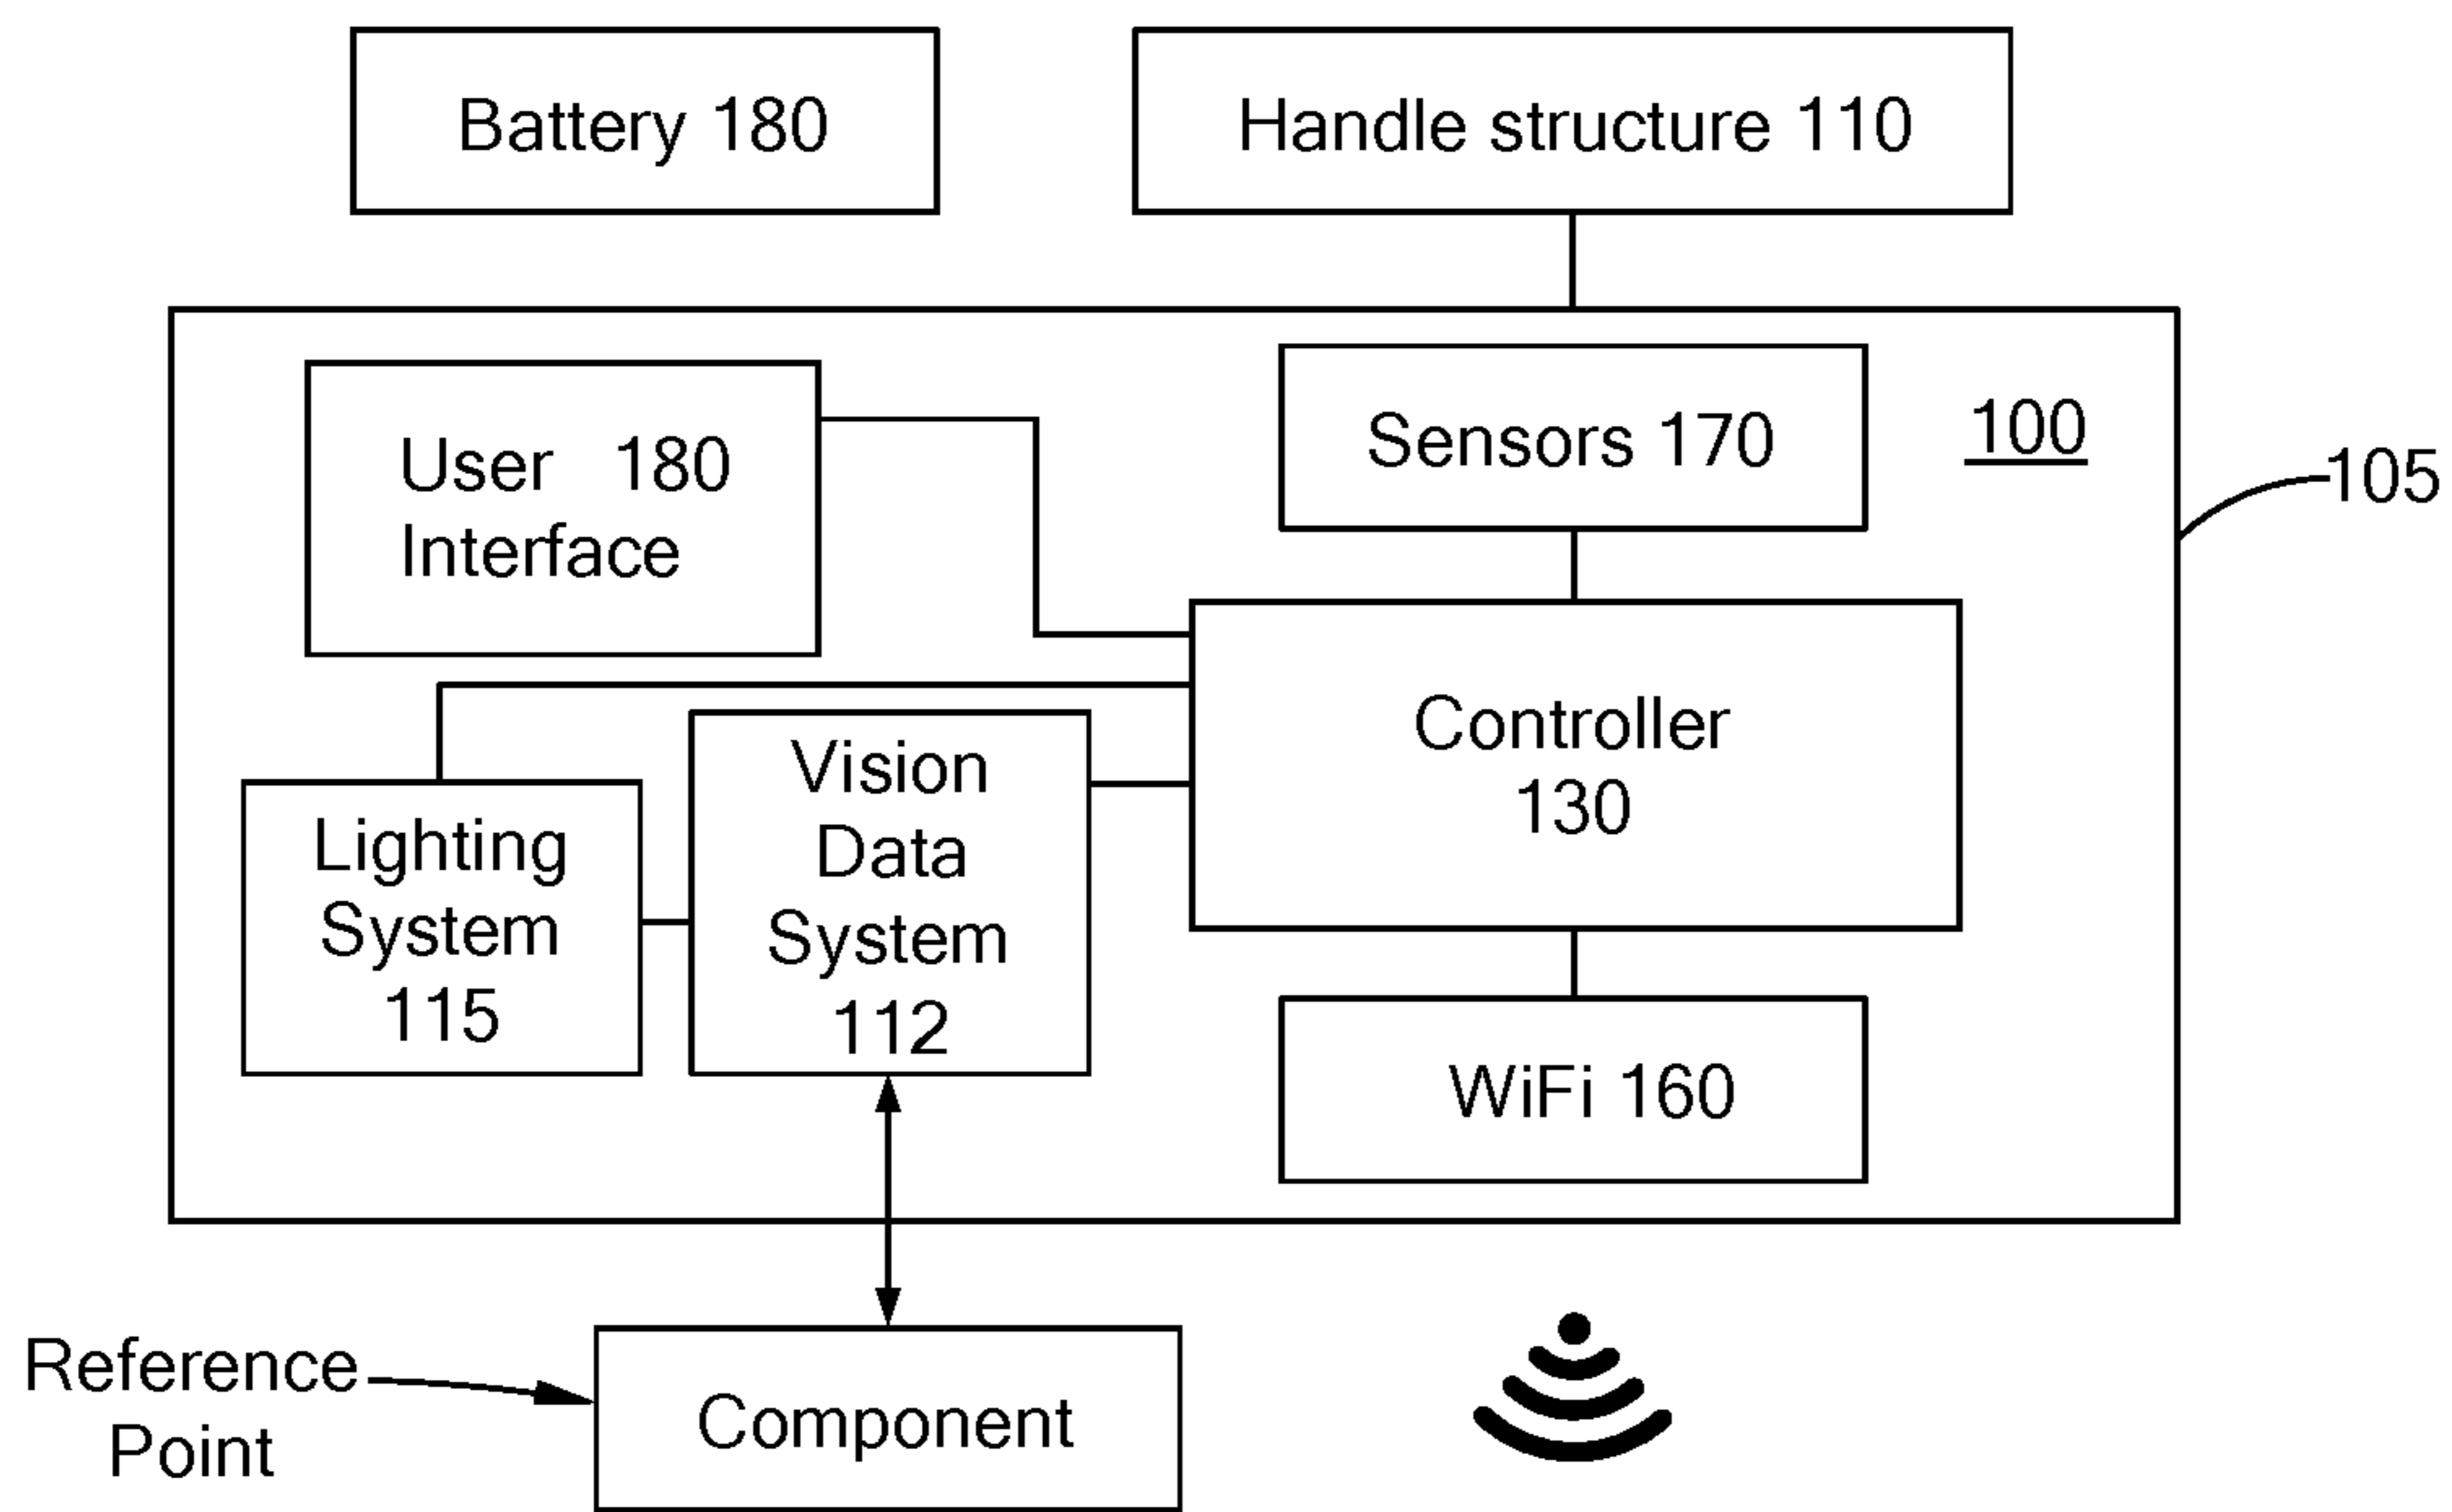 Battery 180
Handle structure 110
User 180
Interface
Sensors 170
100
105
Controller
130
Lighting
System
115
Vision
Data
System
112
WiFi 160
Reference
Point
Component